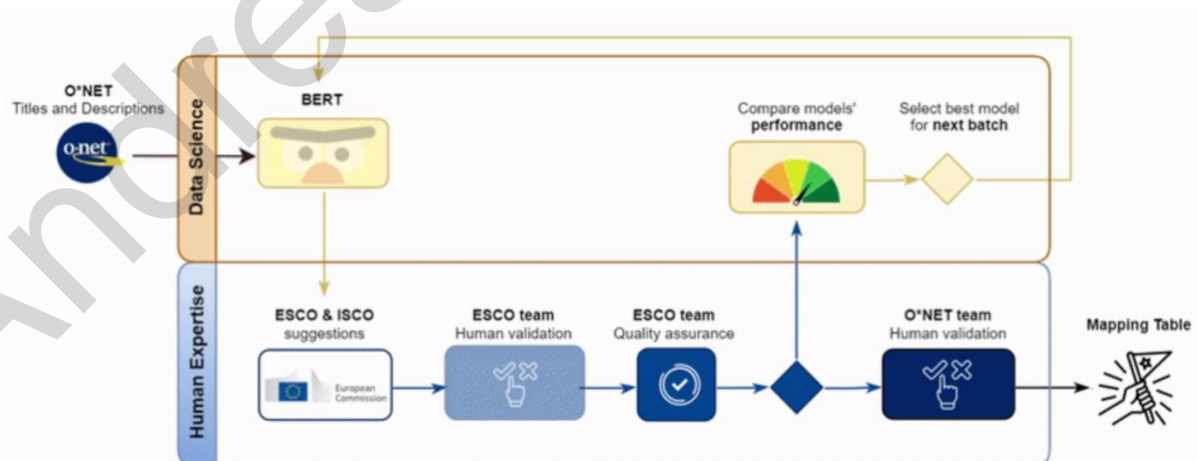 O*NET
Titles and Descriptions
o·net
Data Science
BERT
Compare models'
performance
Select best model
for next batch
Human Expertise
ESCO & ISCO
suggestions
European
Commission
ESCO team
Human validation
ESCO team
Quality assurance
O*NET team
Human validation
Mapping Table
Andre